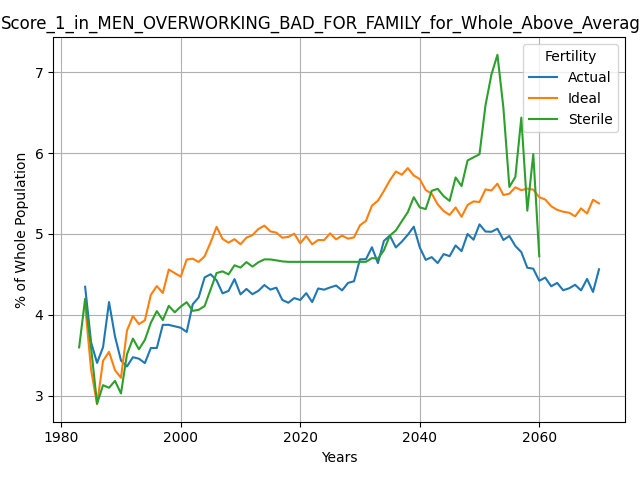 Score_1_in_MEN_OVERWORKING_BAD_FOR_FAMILY_for_Whole_Above_Averag
Fertility
Actual
Ideal
Sterile
7
6
5
4
3
% of Whole Population
1980 2000 2020 2040 2060
Years